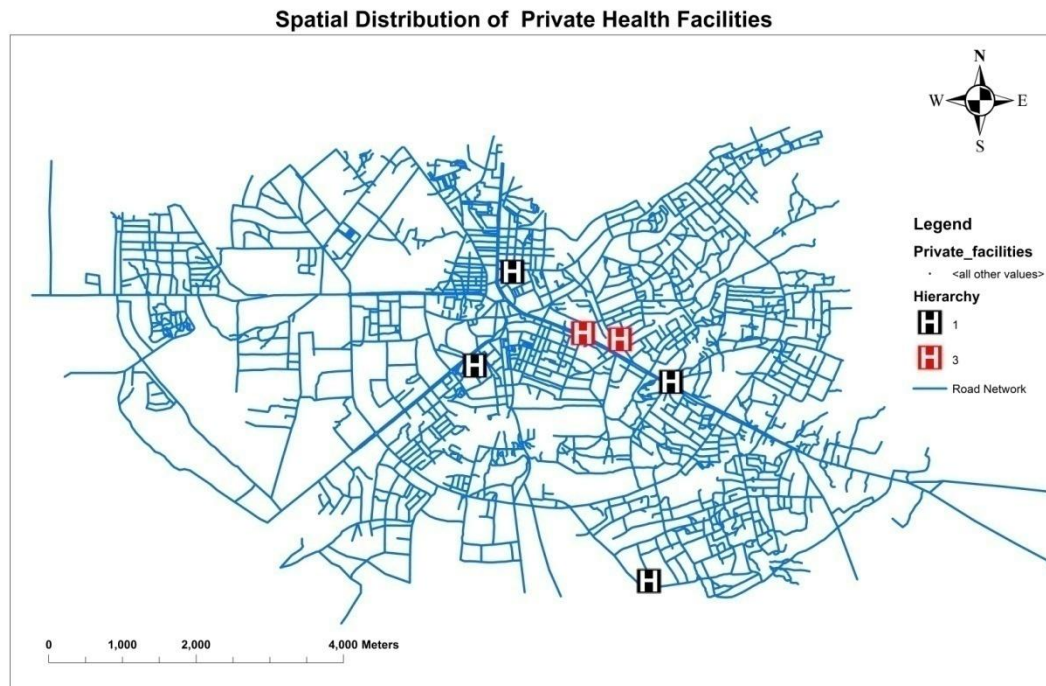 Spatial Distribution of  Private Health Facilities
N
W E
S
Legend
Private_facilities
<all other values>
Hierarchy
H 1
H 3
Road Network
H
H
H
H
H
H
0 1,000 2,000 4,000 Meters